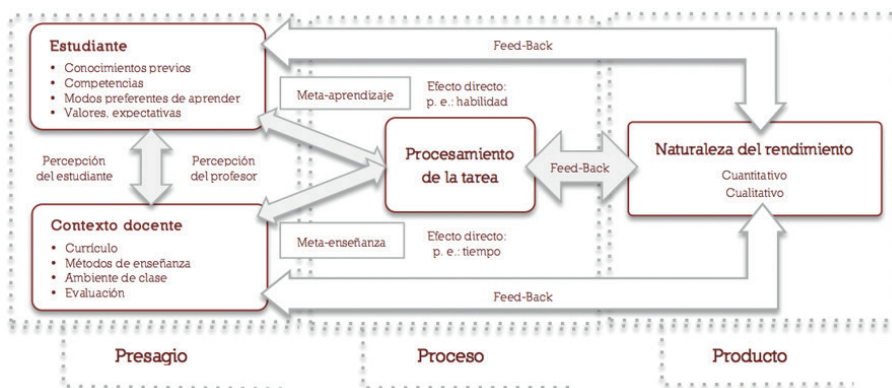 Estudiante
• Conocimientos previos
• Competencias
• Modos preferentes de aprender
• Valores, expectativas
Percepción
del estudiante
Percepción
del profesor
Contexto docente
• Currículo
• Métodos de enseñanza
• Ambiente de clase
• Evaluación
Meta-aprendizaje
Efecto directo:
p. e.: habilidad
Procesamiento
de la tarea
Meta-enseñanza
Efecto directo:
p. e.: tiempo
Feed-Back
Feed-Back
Feed-Back
Naturaleza del rendimiento
Cuantitativo
Cualitativo
Presagio
Proceso
Producto